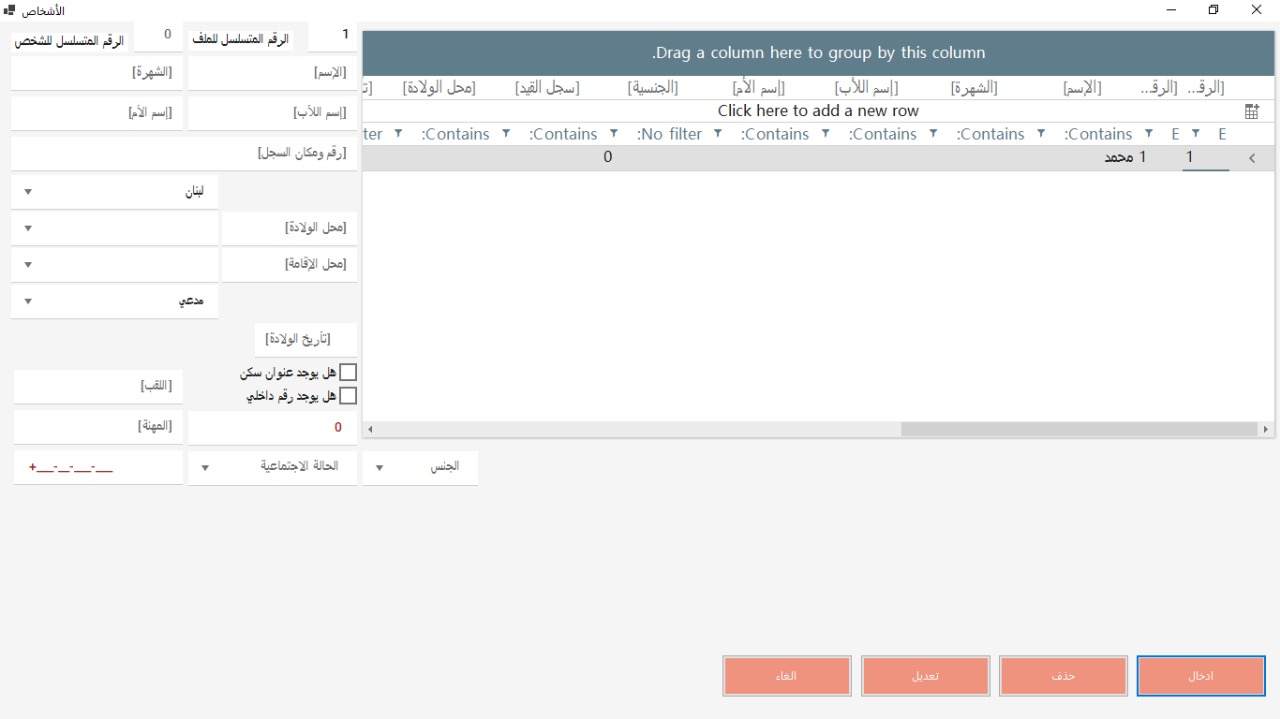 الأشخاص
1
الرقم المتسلسل للملف
0
الرقم المتسلسل للشخص
[الإسم]
[الشهرة]
[إسم اللأب]
[إسم الأم]
[رقم ومكان السجل]
لبنان
[محل الولادة]
[محل الإقامة]
مدعي
[تأريخ الولادة]
هل يوجد عنوان سكن
هل يوجد رقم داخلي
[اللقب]
0
[المهنة]
الجنس
الحالة الاجتماعية
+___-__-___-___
.Drag a column here to group by this column
[الرق... [الرق... [الإسم] [الشهرة] [إسم اللأب] [إسم الأم] [الجنسية] [سجل القيد] [محل الولادة] [ت
Click here to add a new row
E E :Contains :Contains :Contains :Contains :No filter :Contains :Contains ter
1 1 محمد 0
ادخال
حذف
تعديل
الغاء